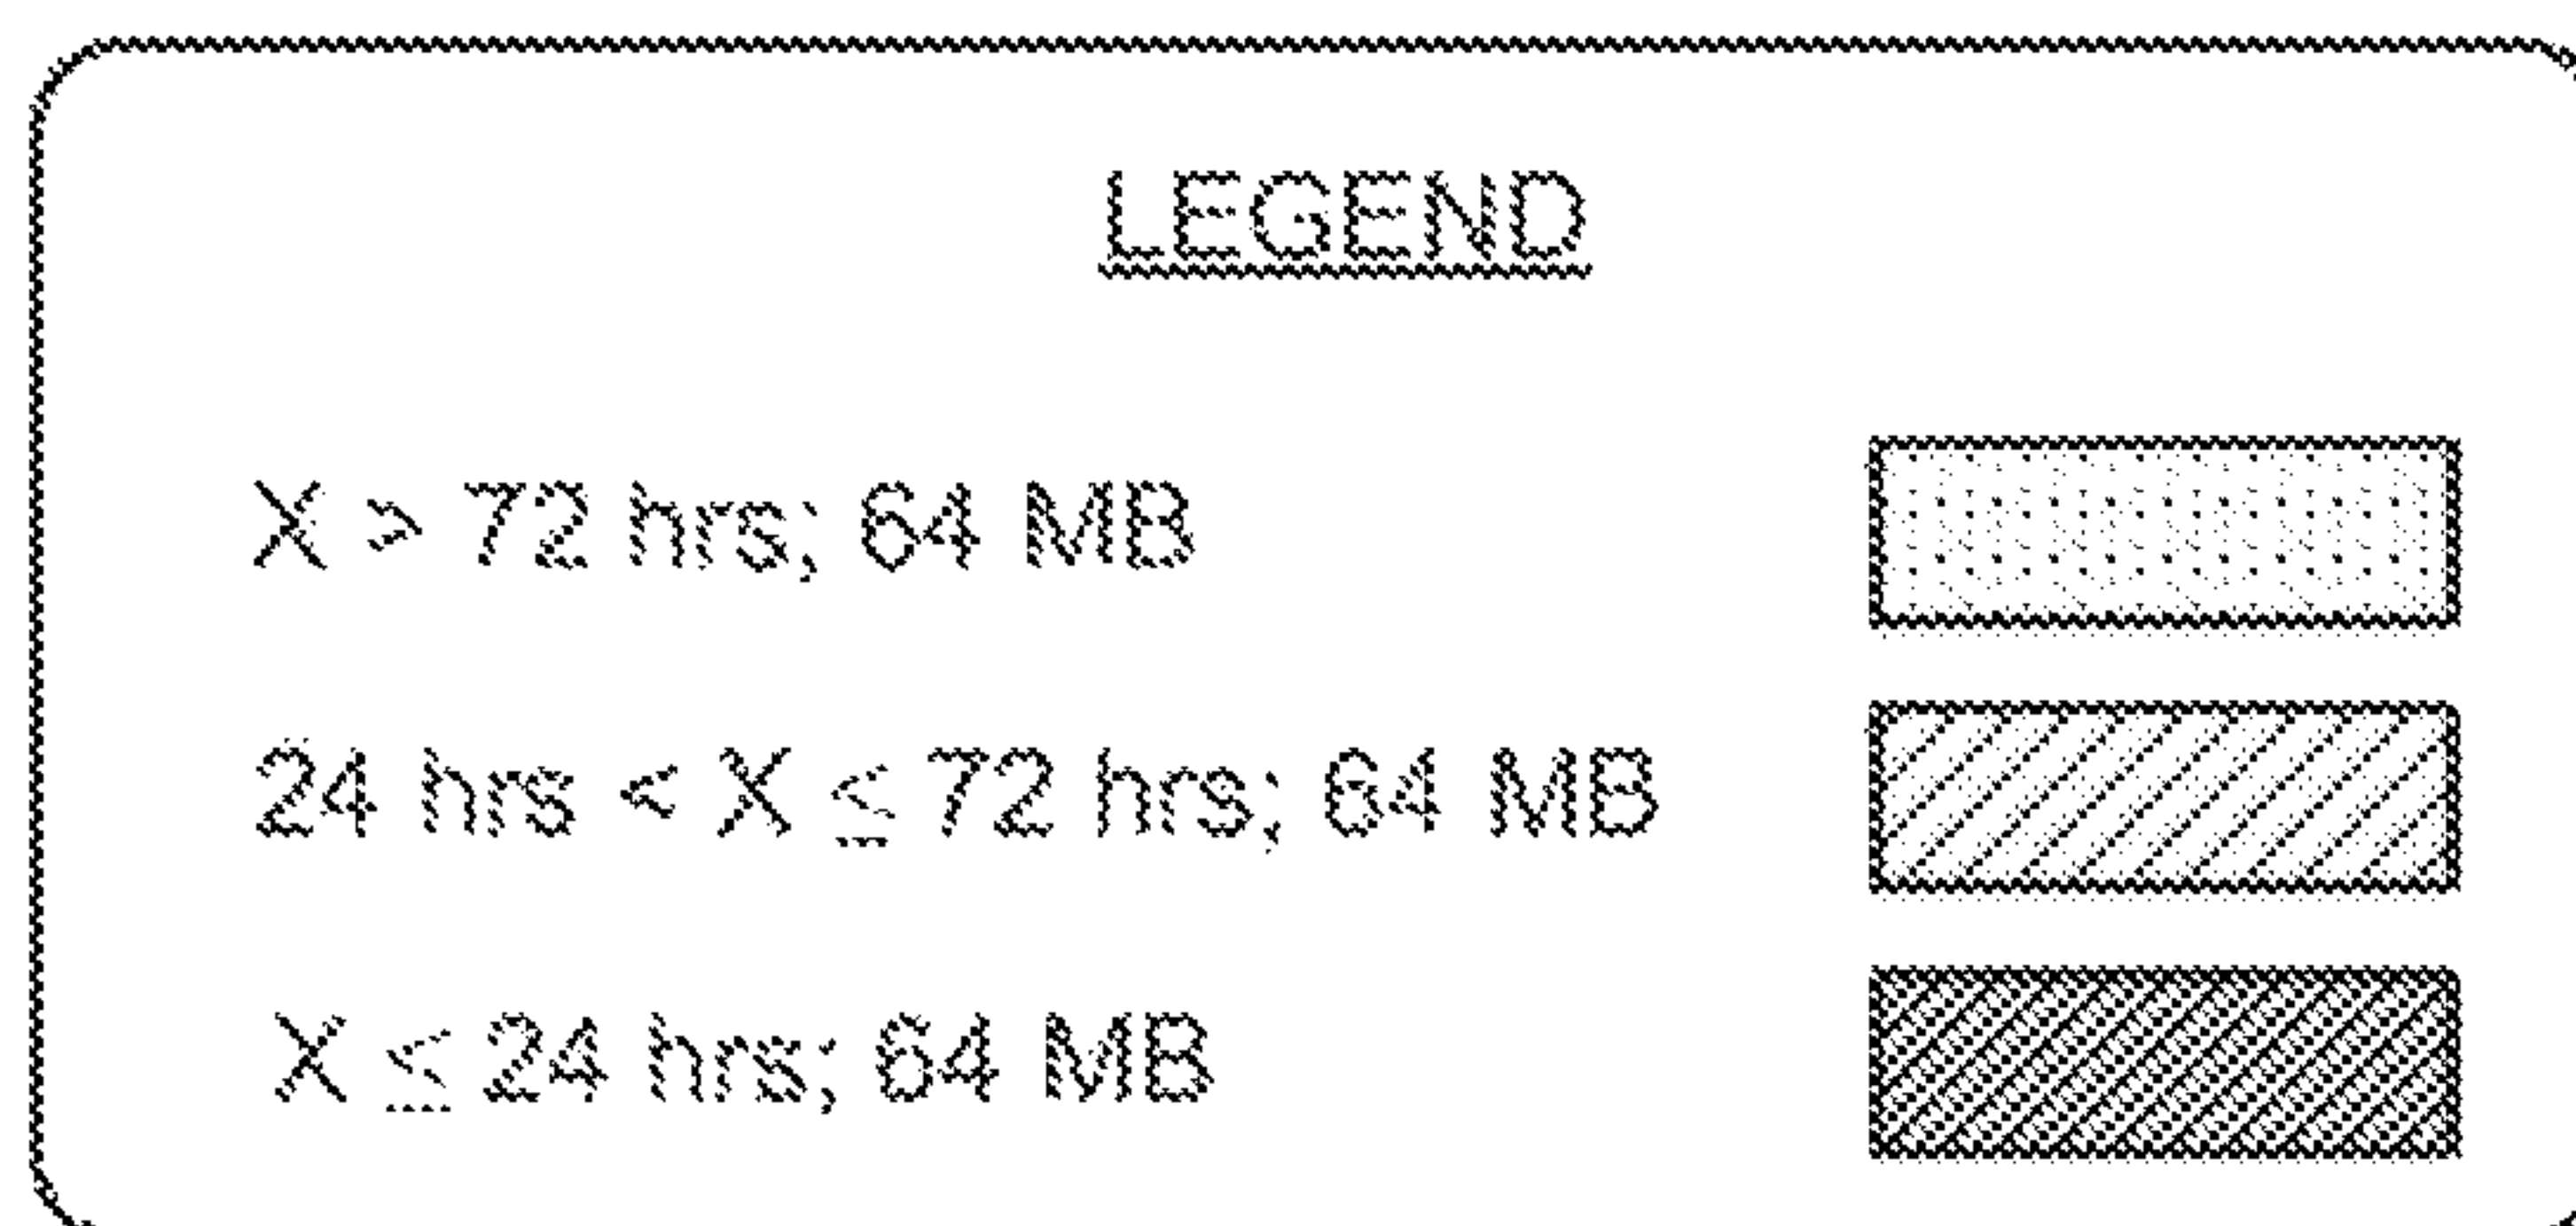 LEGEND
X > 72 hrs; 64 MB
24 hrs < X ≤ 72 hrs; 64 MB
X ≤ 24 hrs; 64 MB